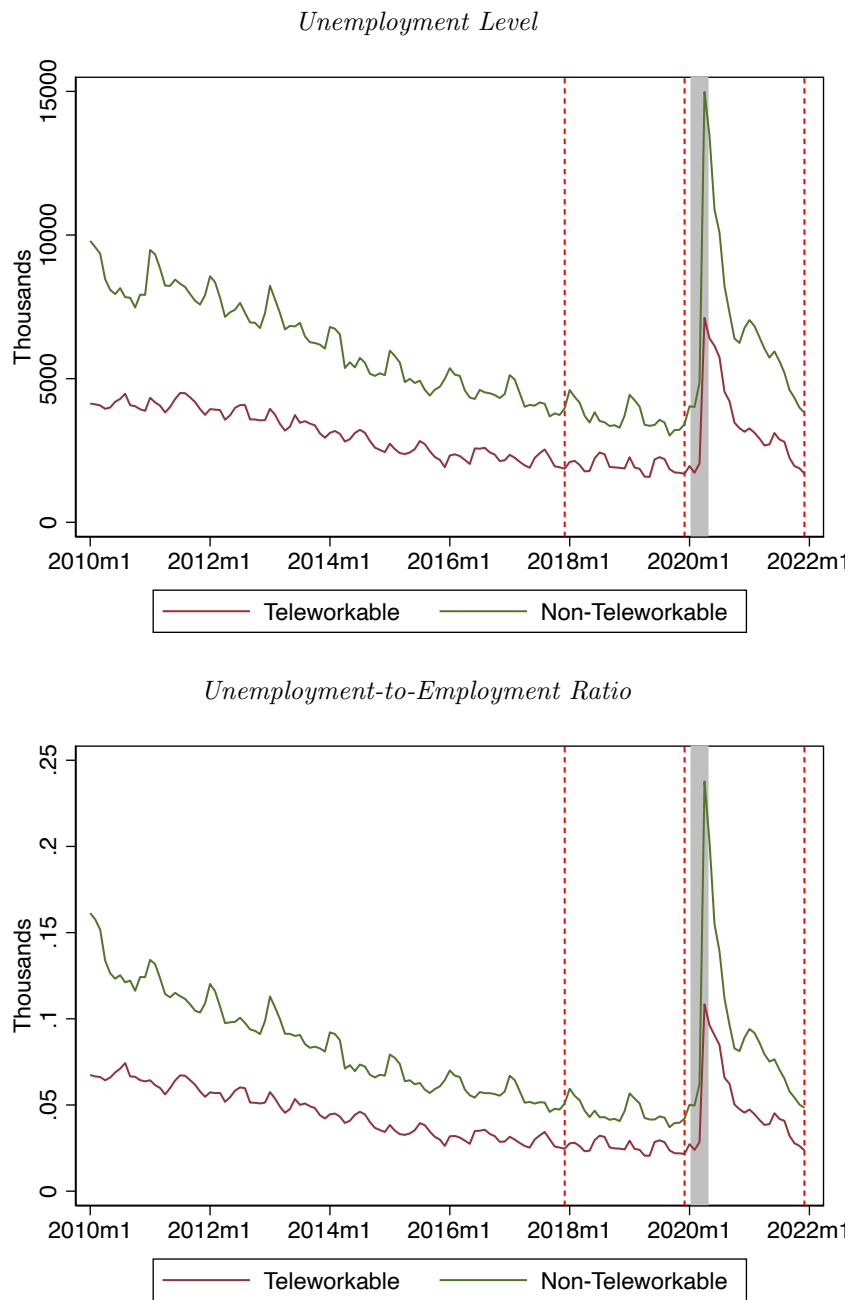 Unemployment Level
Thousands
15000
10000
5000
0
2010m1 2012m1 2014m1 2016m1 2018m1 2020m1 2022m1
Teleworkable Non-Teleworkable
Unemployment-to-Employment Ratio
Thousands
.25
.2
.15
.1
.05
0
2010m1 2012m1 2014m1 2016m1 2018m1 2020m1 2022m1
Teleworkable Non-Teleworkable